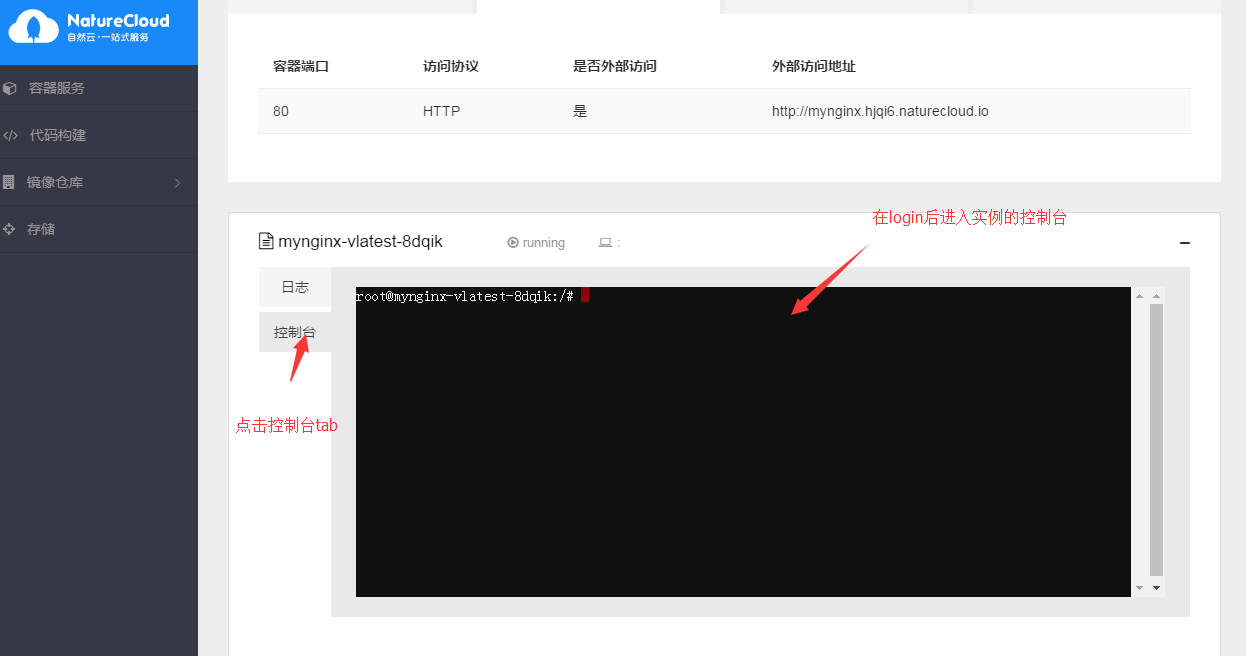 NatureCloud
自然云·一站式服务
容器服务
代码构建
镜像仓库
存储
容器端口 访问协议 是否外部访问 外部访问地址
80 HTTP 是 http://mynginx.hjqi6.naturecloud.io
在login后进入实例的控制台
mynginx-vlatest-8dqik running :
日志
控制台
root@mynginx-vlatest-8dqik:/#
点击控制台tab